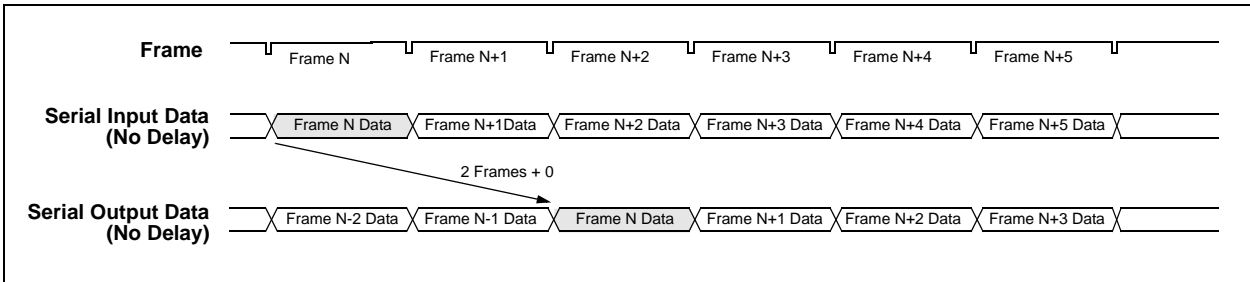 Frame
Frame N
Frame N+1
Frame N+2
Frame N+3
Frame N+4
Frame N+5
Serial Input Data
(No Delay)
Frame N Data
Frame N+1Data
Frame N+2 Data
Frame N+3 Data
Frame N+4 Data
Frame N+5 Data
2 Frames + 0
Serial Output Data
(No Delay)
Frame N-2 Data
Frame N-1 Data
Frame N Data
Frame N+1 Data
Frame N+2 Data
Frame N+3 Data